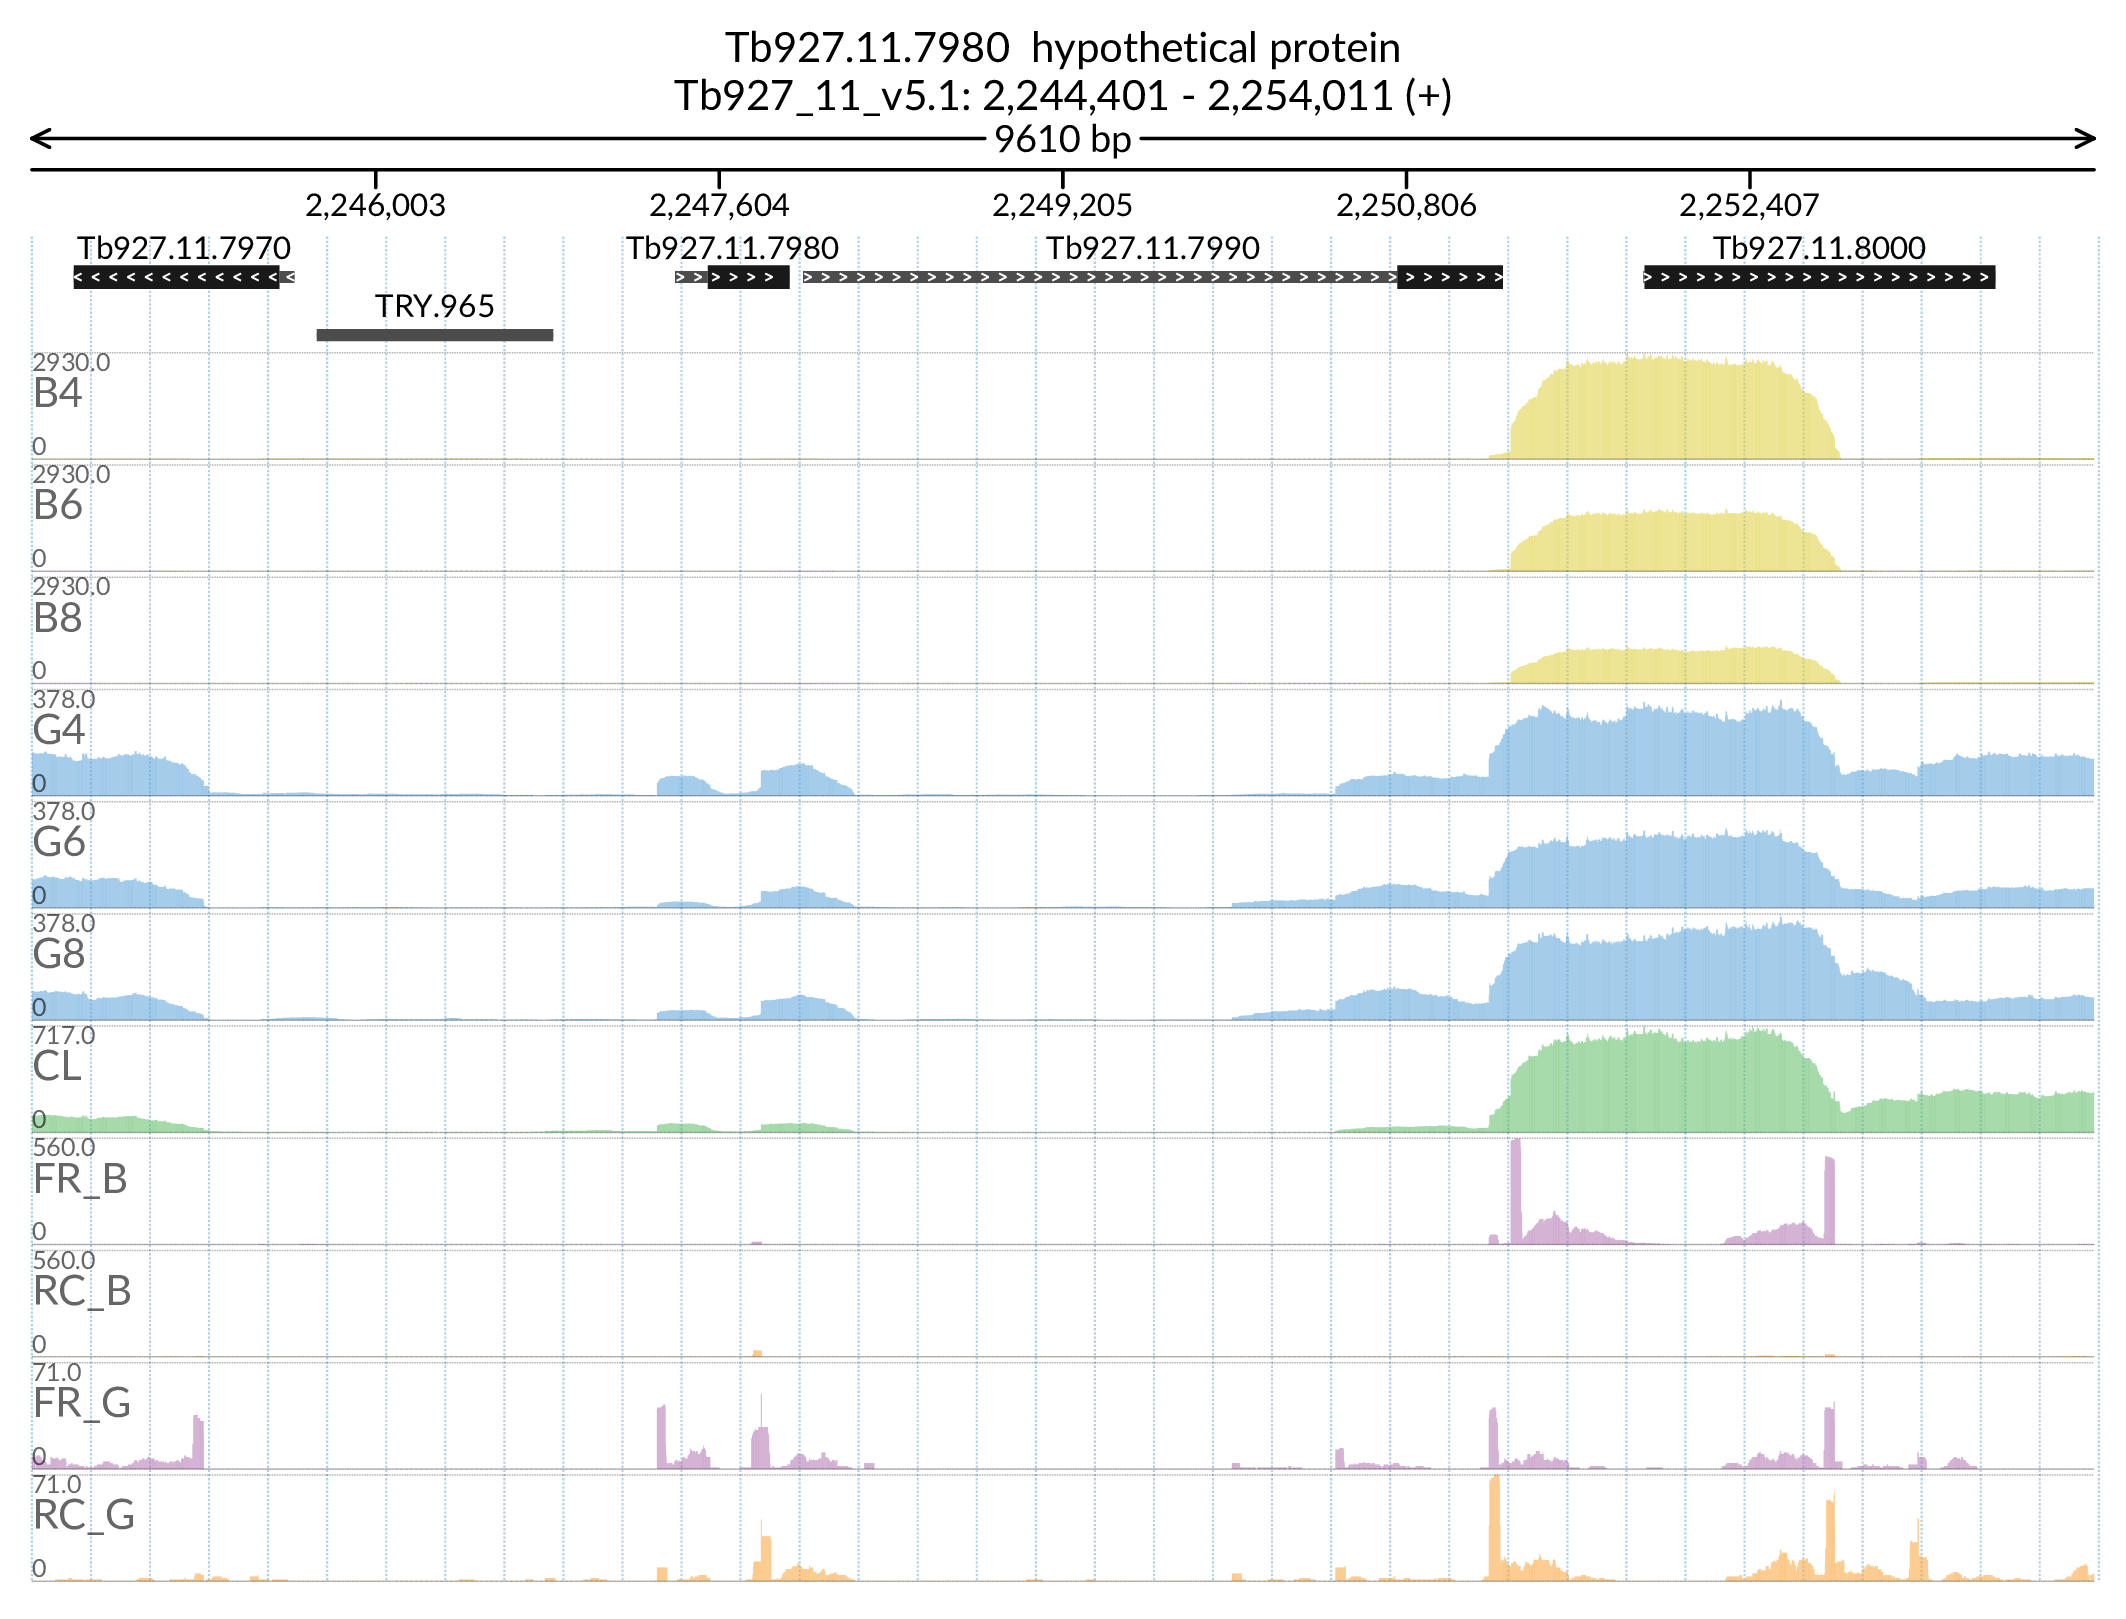 Tb927.11.7980  hypothetical protein
Tb927_11_v5.1: 2,244,401 - 2,254,011 (+)
9610 bp
2,246,003 2,247,604 2,249,205 2,250,806 2,252,407
Tb927.11.7970 Tb927.11.7980 Tb927.11.7990 Tb927.11.8000
TRY.965
2930.0
B4
0
2930.0
B6
0
2930.0
B8
0
378.0
G4
0
378.0
G6
0
378.0
G8
0
717.0
CL
0
560.0
FR_B
0
560.0
RC_B
0
71.0
FR_G
0
71.0
RC_G
0